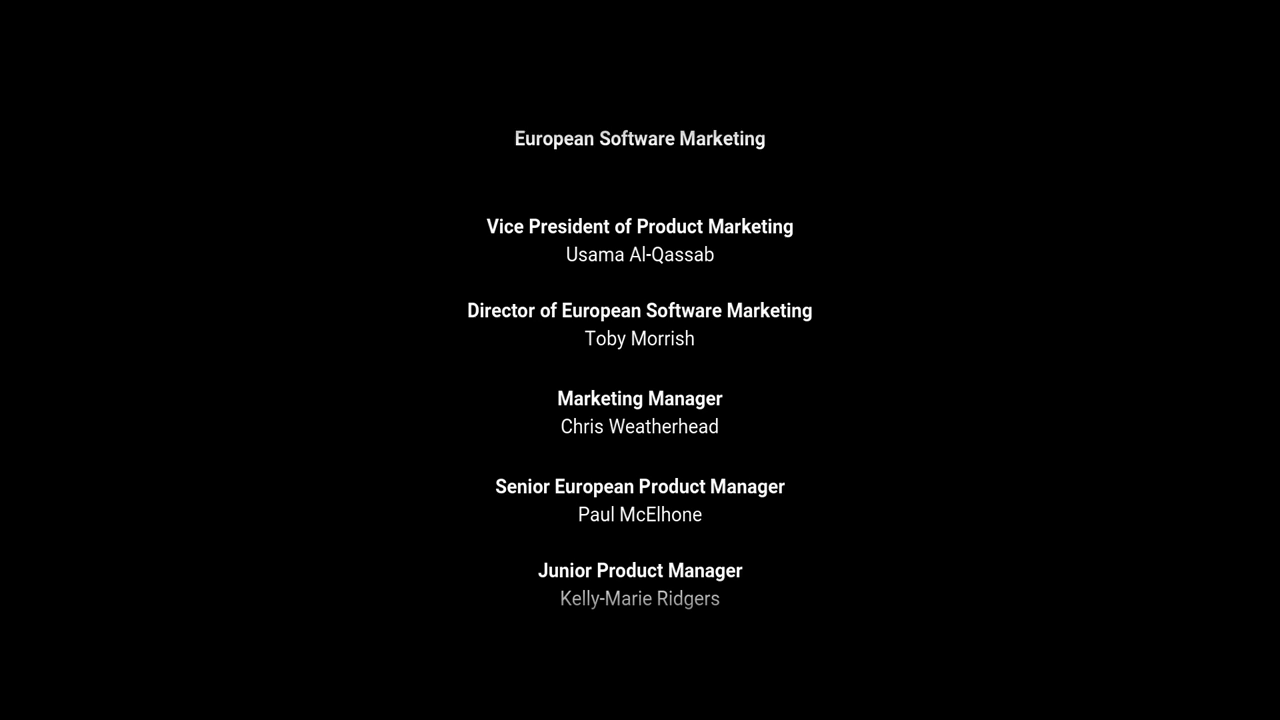 European Software Marketing
Vice President of Product Marketing
Usama Al-Qassab
Director of European Software Marketing
Toby Morrish
Marketing Manager
Chris Weatherhead
Senior European Product Manager
Paul McElhone
Junior Product Manager
Kelly-Marie Ridgers